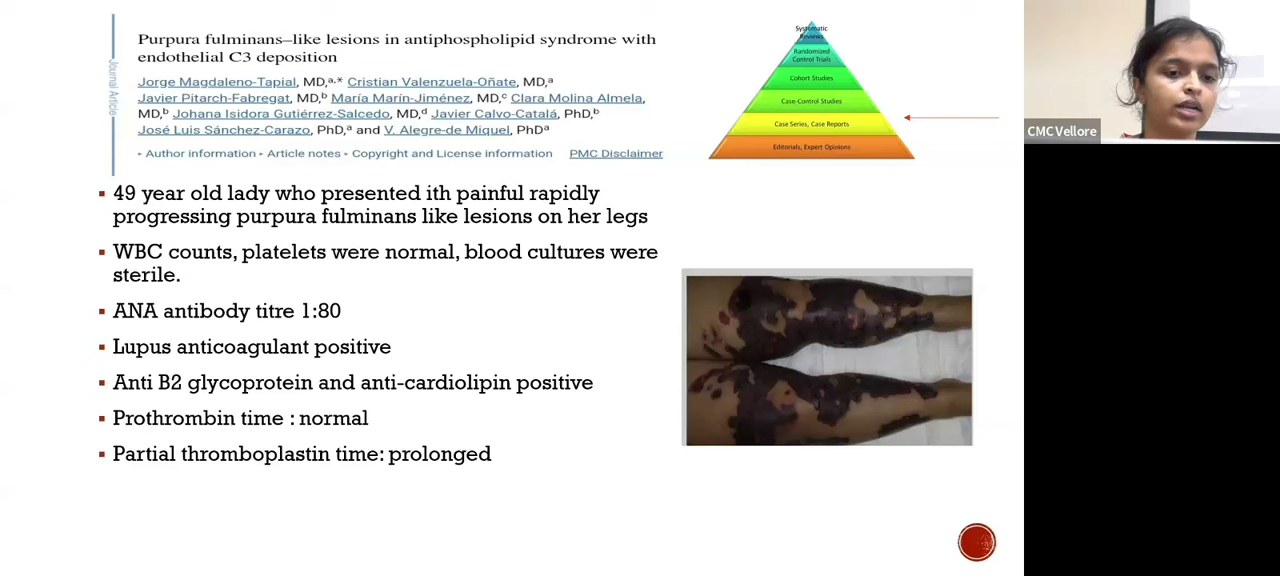 Journal Article
Purpura fulminans–like lesions in antiphospholipid syndrome with
endothelial C3 deposition
Jorge Magdaleno-Tapial, MD,a,* Cristian Valenzuela-Oñate, MD,a
Javier Pitarch-Fabregat, MD,b María Marín-Jiménez, MD,c Clara Molina Almela,
MD,b Johana Isidora Gutiérrez-Salcedo, MD,d Javier Calvo-Catalá, PhD,b
José Luis Sánchez-Carazo, PhD,a and V. Alegre-de Miquel, PhDa
▸ Author information ▸ Article notes ▸ Copyright and License information PMC Disclaimer
Systematic
Reviews
Randomized
Control Trials
Cohort Studies
Case-Control Studies
Case Series, Case Reports
Editorials, Expert Opinions
CMC Vellore
▪ 49 year old lady who presented ith painful rapidly
progressing purpura fulminans like lesions on her legs
▪ WBC counts, platelets were normal, blood cultures were
sterile.
▪ ANA antibody titre 1:80
▪ Lupus anticoagulant positive
▪ Anti B2 glycoprotein and anti-cardiolipin positive
▪ Prothrombin time : normal
▪ Partial thromboplastin time: prolonged